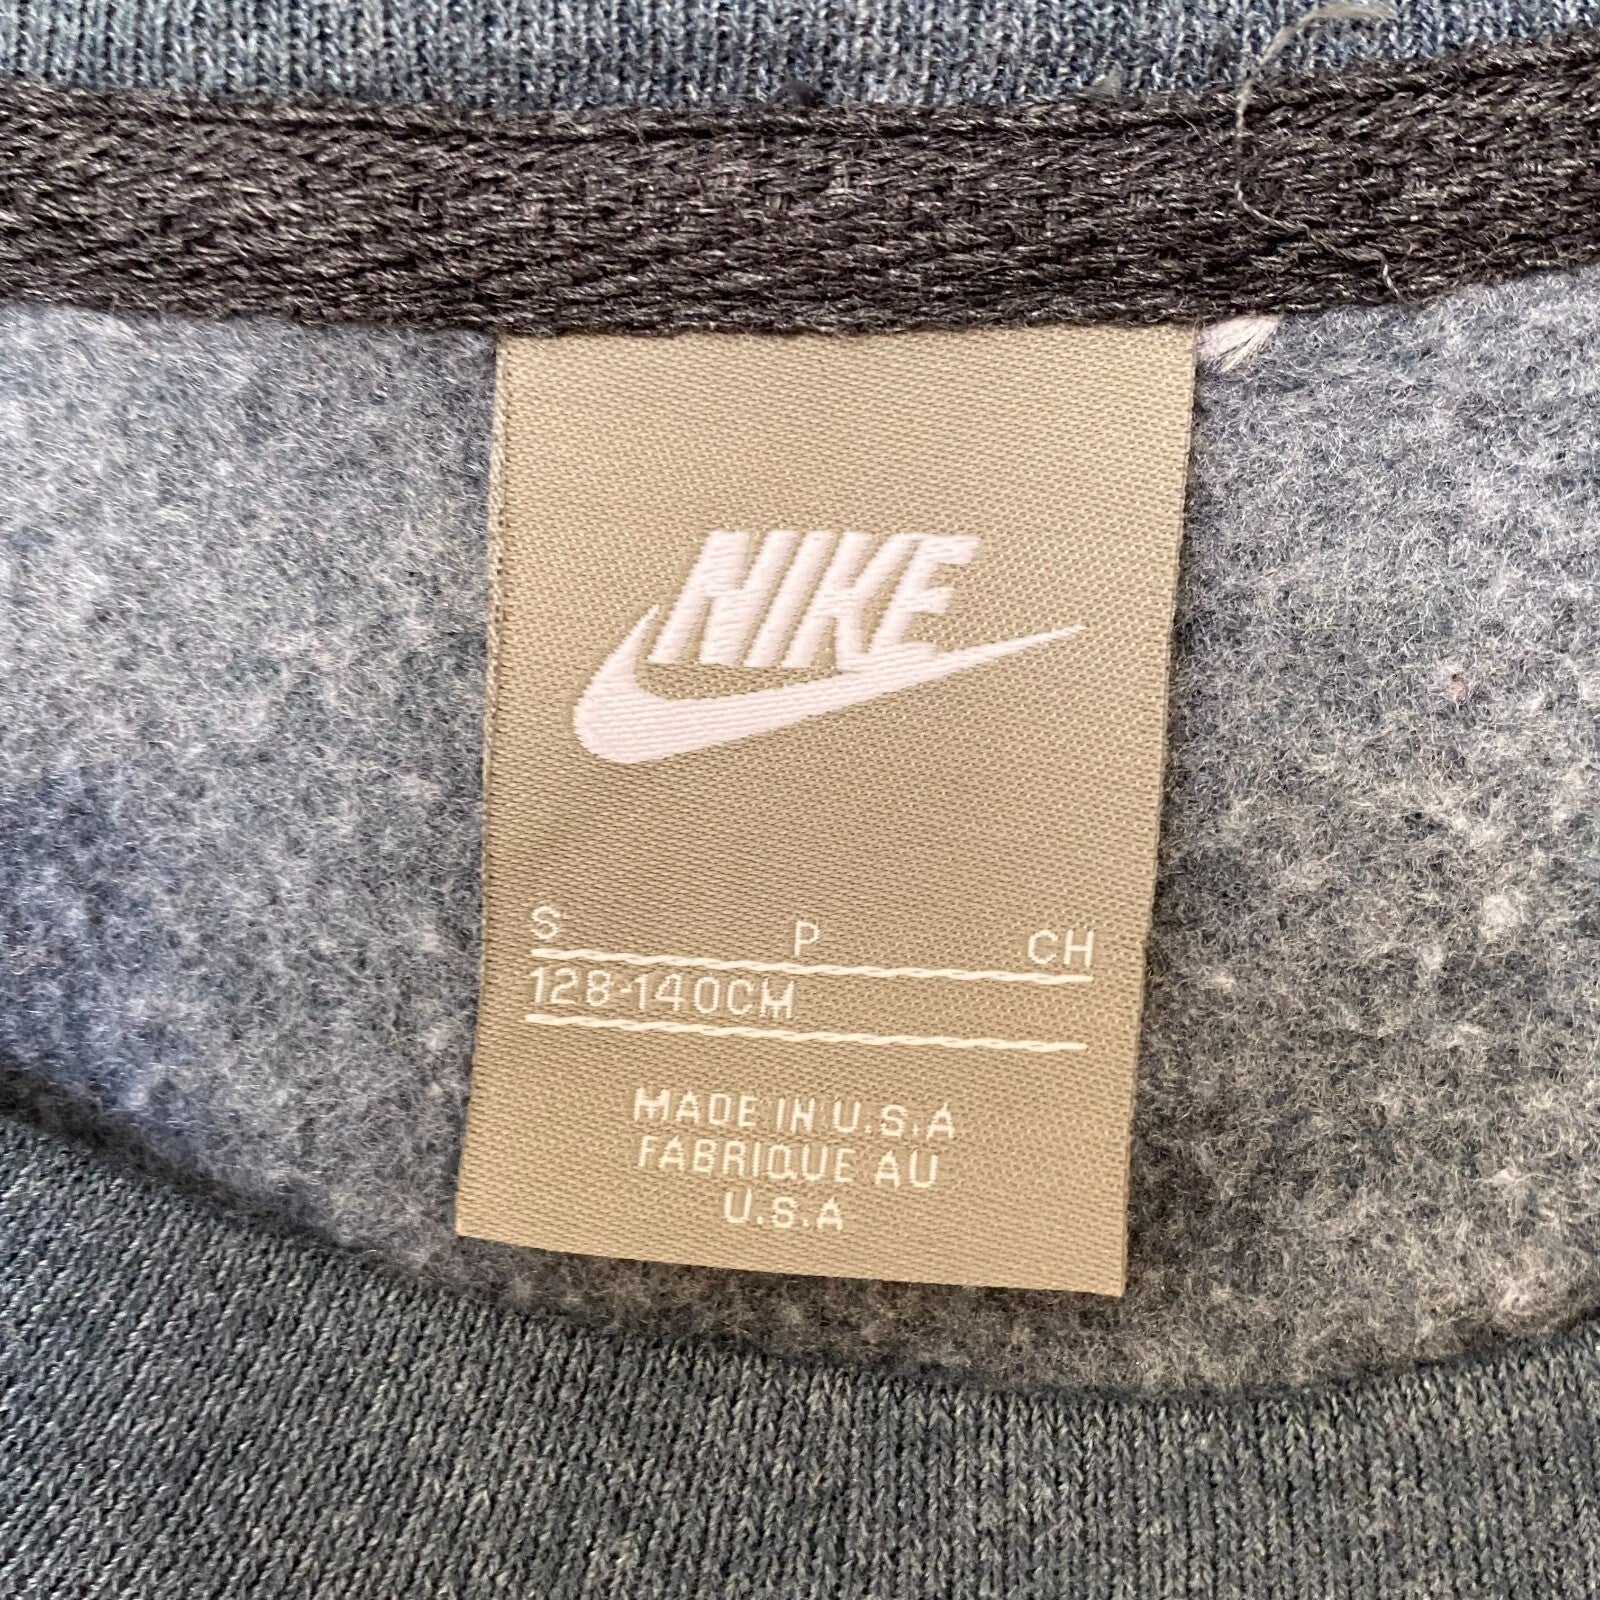 NIKE
S P CH
128-140CM
MADE IN U.S.A
FABRIQUE AU
U.S.A